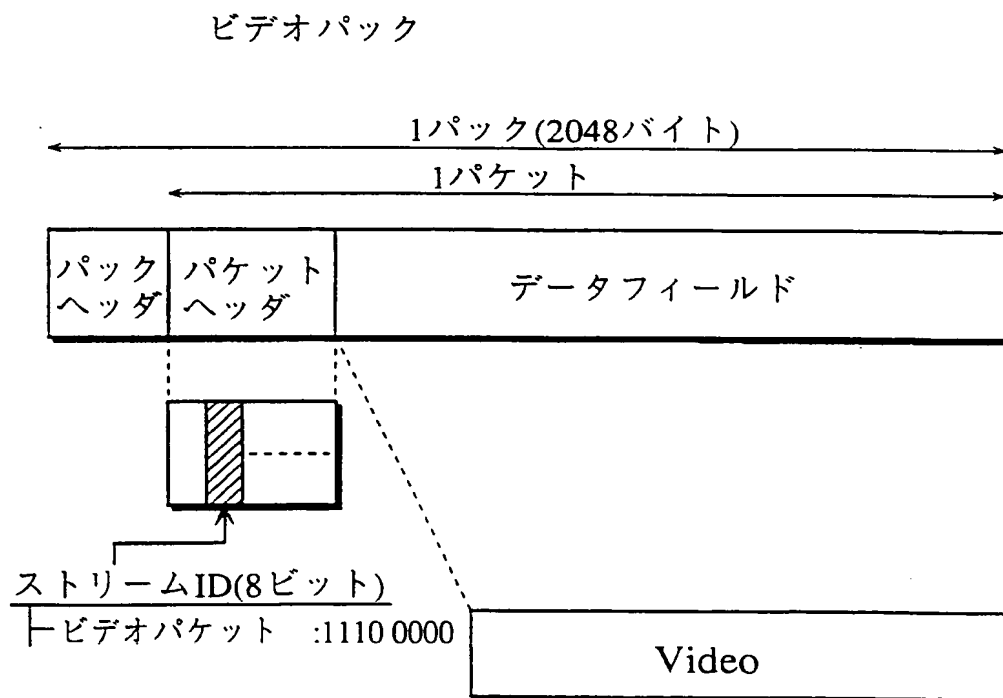 ビデオパック
1パック(2048バイト)
1パケット
パック
ヘッダ
パケット
ヘッダ
データフィールド
ストリームID(8ビット)
ビデオパケット :1110 0000
Video